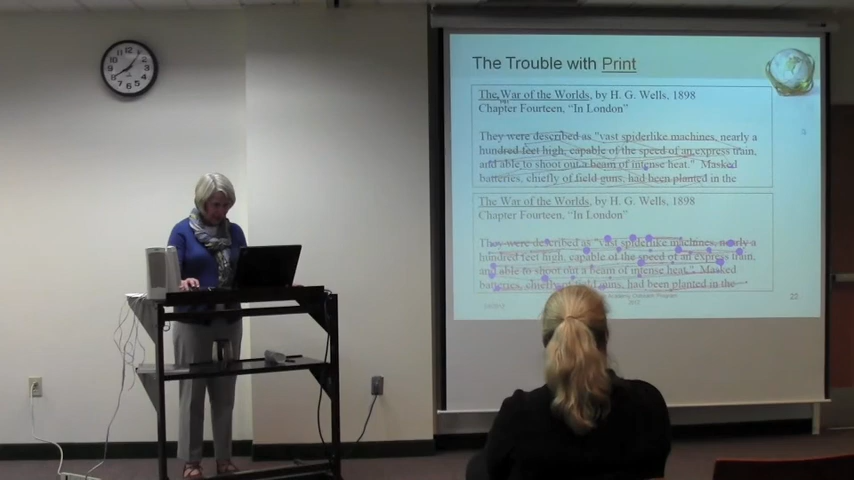 The Trouble with Print
The War of the Worlds, by H. G. Wells, 1898
Chapter Fourteen, "In London"
They were described as "vast spiderlike machines, nearly a
hundred feet high, capable of the speed of an express train,
and able to shoot out a beam of intense heat." Masked
batteries, chiefly of field guns, had been planted in the
The War of the Worlds, by H. G. Wells, 1898
Chapter Fourteen, "In London"
They were described as "vast spiderlike machines, nearly a
hundred feet high, capable of the speed of an express train,
and able to shoot out a beam of intense heat." Masked
batteries, chiefly of field guns, had been planted in the
Academy Outreach Program
22